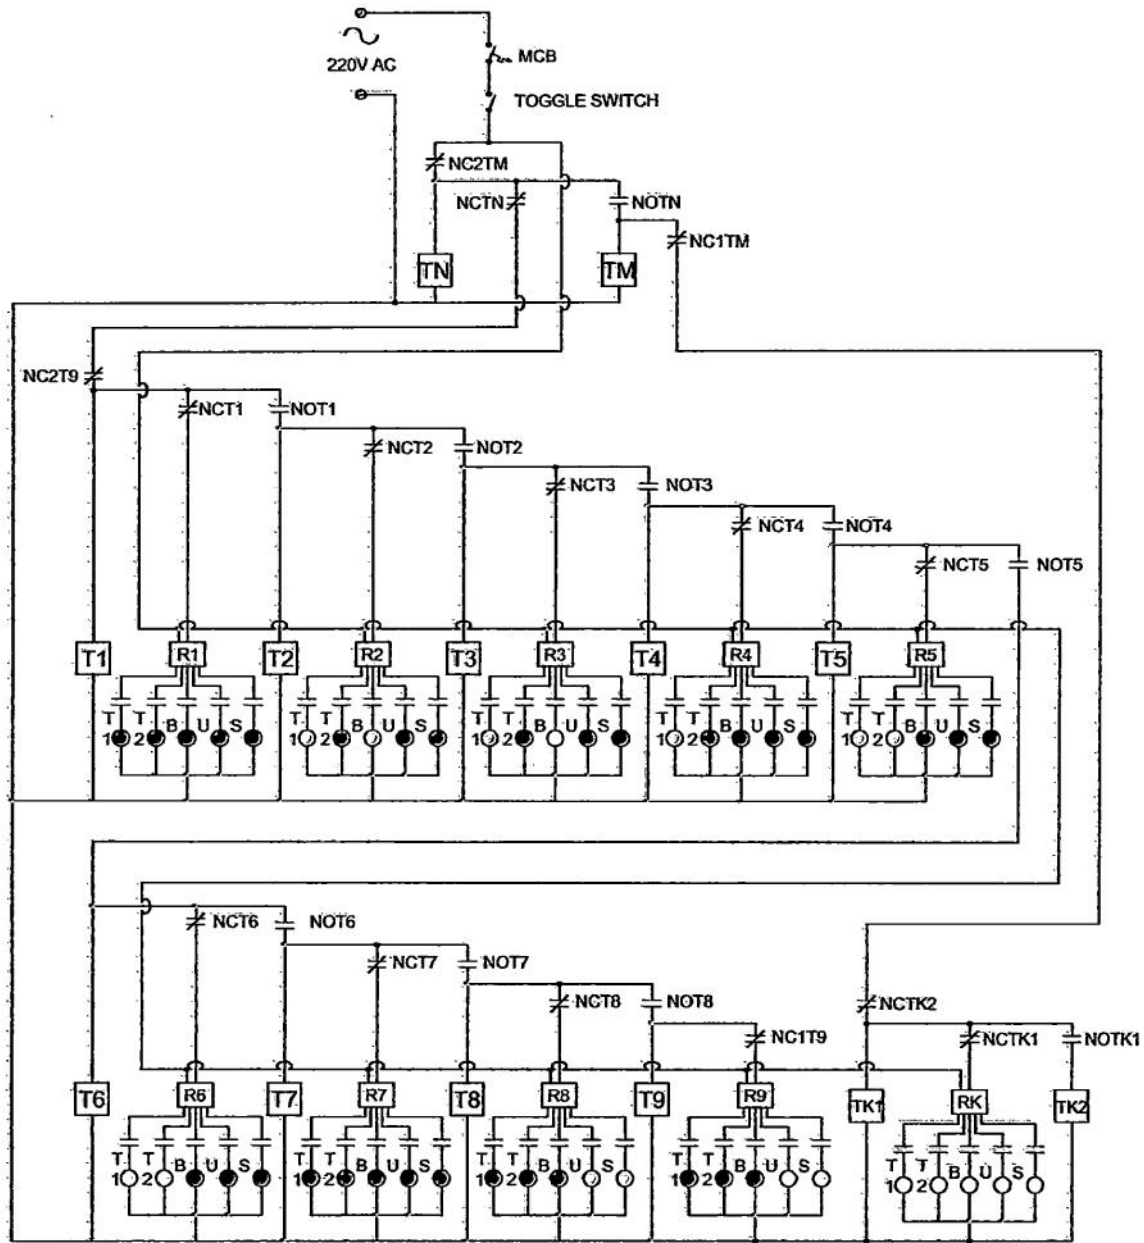 220V AC
MCB
TOGGLE SWITCH
NC2TM
NCTN
NOTN
NC1TM
TN
TM
NC2T9
NCT1
NOT1
NCT2
NOT2
NCT3
NOT3
NCT4
NOT4
NCT5
NOT5
T1
R1
T2
R2
T3
R3
T4
R4
T5
R5
T T B U S
1 2
T T B U S
1 2
T T B U S
1 2
T T B U S
1 2
T T B U S
1 2
NCT6
NOT6
NCT7
NOT7
NCT8
NOT8
NC1T9
NCTK2
NCTK1
NOTK1
T6
R6
T7
R7
T8
R8
T9
R9
TK1
RK
TK2
T T B U S
1 2
T T B U S
1 2
T T B U S
1 2
T T B U S
1 2
T T B U S
1 2